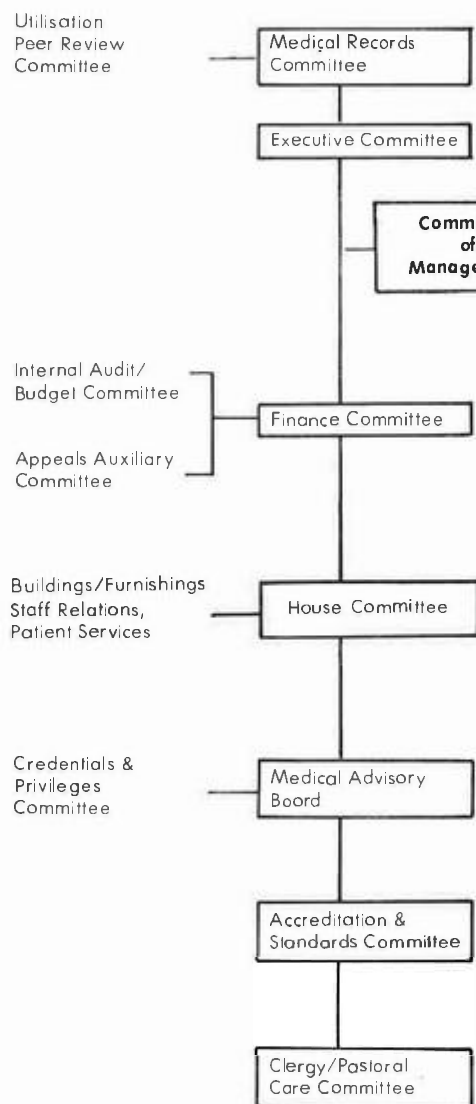 Utilisation
Peer Review
Committee
Medical Records
Committee
Executive Committee
Comm
of
Manage
Internal Audit/
Budget Committee
Appeals Auxiliary
Committee
Finance Committee
Buildings/Furnishings
Staff Relations,
Patient Services
House Committee
Credentials &
Privileges
Committee
Medical Advisory
Board
Accreditation &
Standards Committee
Clergy/Pastoral
Care Committee